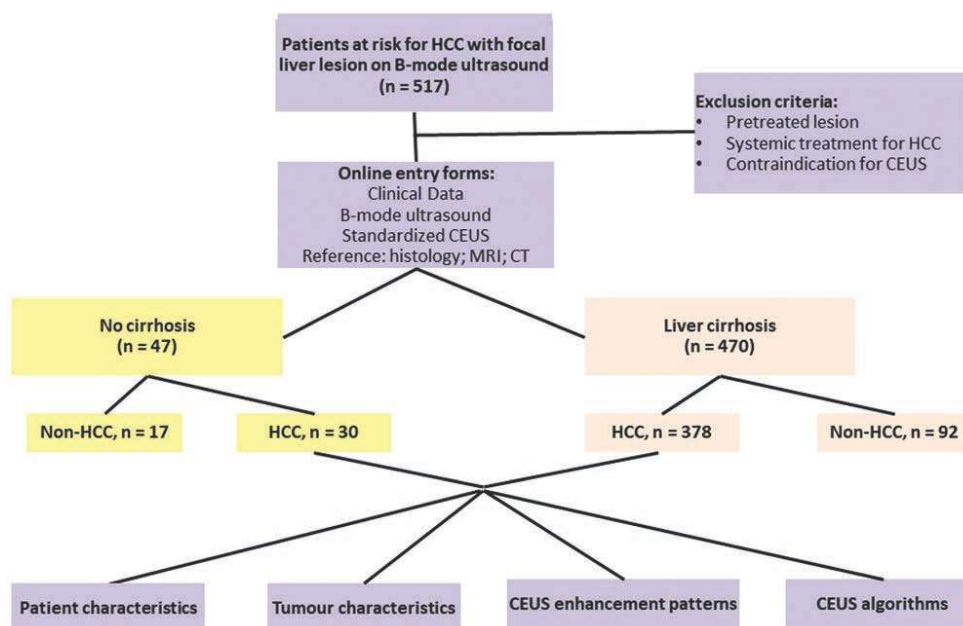 Patients at risk for HCC with focal
liver lesion on B-mode ultrasound
(n = 517)
Exclusion criteria:
• Pretreated lesion
• Systemic treatment for HCC
• Contraindication for CEUS
Online entry forms:
Clinical Data
B-mode ultrasound
Standardized CEUS
Reference: histology; MRI; CT
No cirrhosis
(n = 47)
Liver cirrhosis
(n = 470)
Non-HCC, n = 17
HCC, n = 30
HCC, n = 378
Non-HCC, n = 92
Patient characteristics
Tumour characteristics
CEUS enhancement patterns
CEUS algorithms